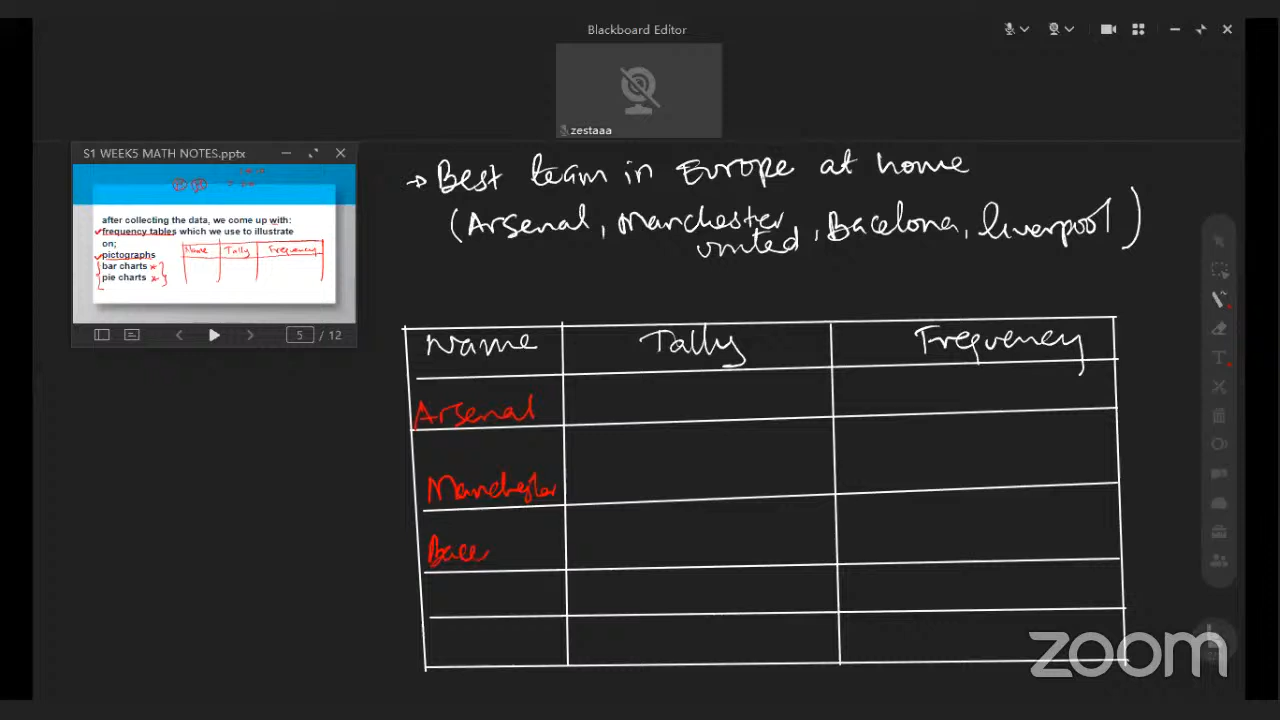 Blackboard Editor
zestaaa
S1 WEEK5 MATH NOTES.pptx
after collecting the data, we come up with:
frequency tables which we use to illustrate
on;
pictographs
bar charts
pie charts
Name Tally Frequency
5 / 12
→ Best team in Europe at home
(Arsenal, Manchester united, Bacelona, Liverpool)
Name Tally Frequency
Arsenal
Manchester
Bace
zoom